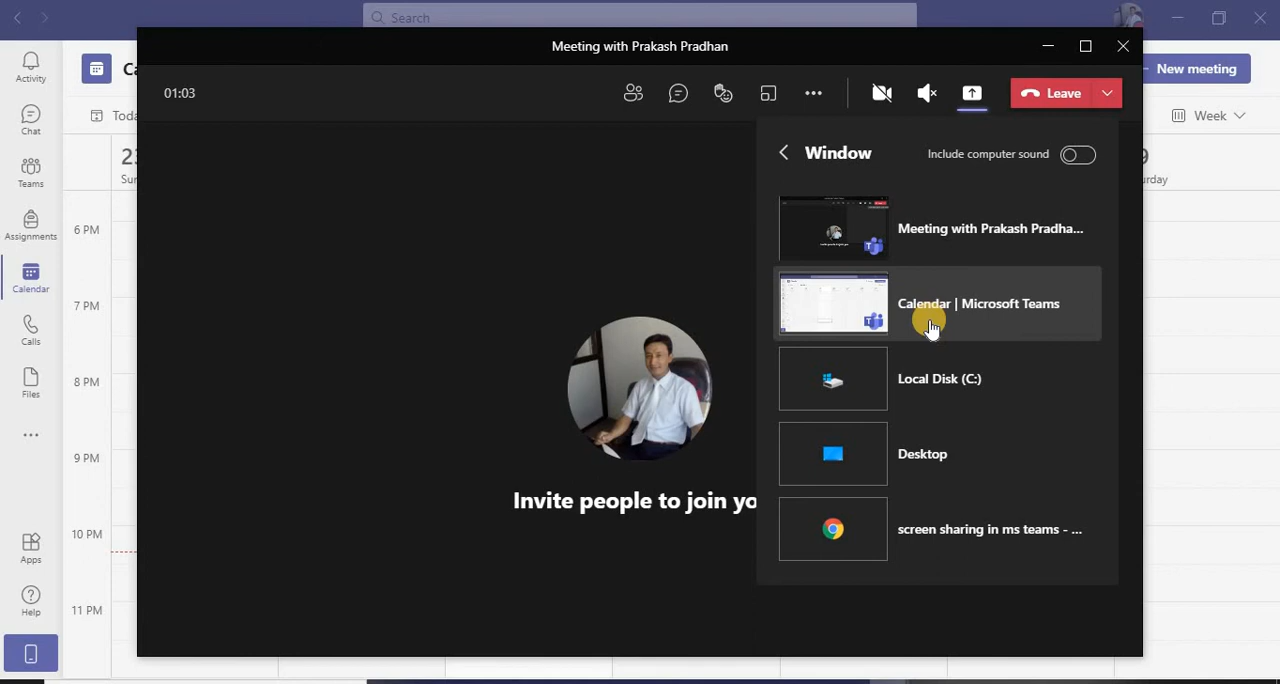 Search
Meeting with Prakash Pradhan
Activity
New meeting
01:03
Leave
Chat
Today
Week
Window
Include computer sound
Teams
Sun
Assignments
6 PM
Meeting with Prakash Pradha...
Calendar
7 PM
Calendar | Microsoft Teams
Calls
Files
8 PM
Local Disk (C:)
9 PM
Desktop
Invite people to join yo
Apps
10 PM
screen sharing in ms teams - ...
Help
11 PM